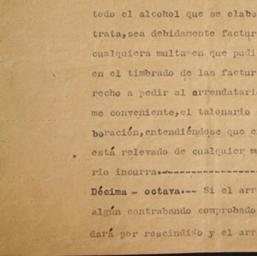 todo el alcohol que se elabo
trata,sea debidamente factur
cualquiera multa en que pudi
en el timbrado de las factur
recho a pedir al arrendatari
me conveniente,el talonario
boración,entendiéndose que e
está relevado de cualquier m
rio incurra.-----------------
Décima - octava.-- Si el arr
algún contrabando comprobado
dará por rescindido y el arr